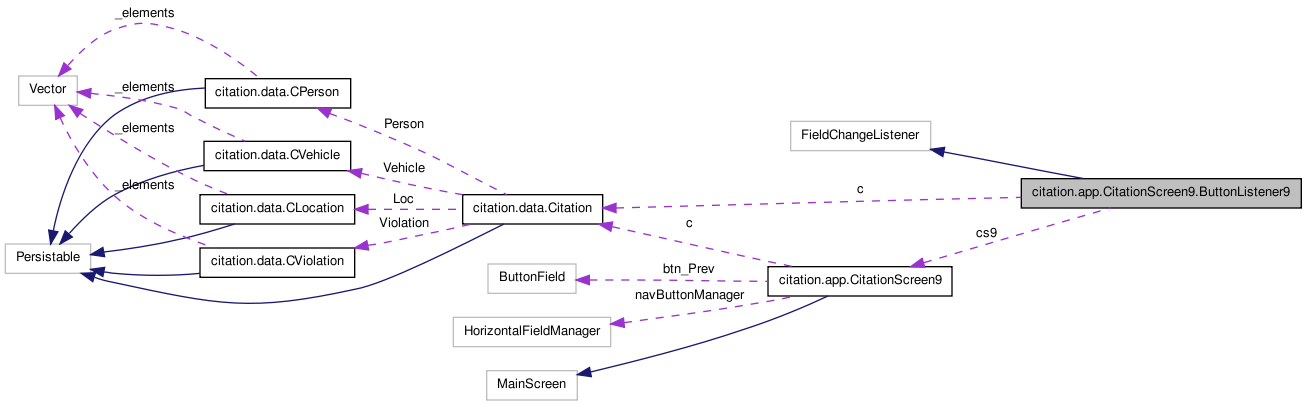 _elements
Vector
_elements
citation.data.CPerson
_elements
Person
FieldChangeListener
citation.data.CVehicle
Vehicle
_elements
citation.app.CitationScreen9.ButtonListener9
c
Loc
citation.data.CLocation
citation.data.Citation
Violation
c
cs9
Persistable
citation.data.CViolation
btn_Prev
ButtonField
citation.app.CitationScreen9
navButtonManager
HorizontalFieldManager
MainScreen